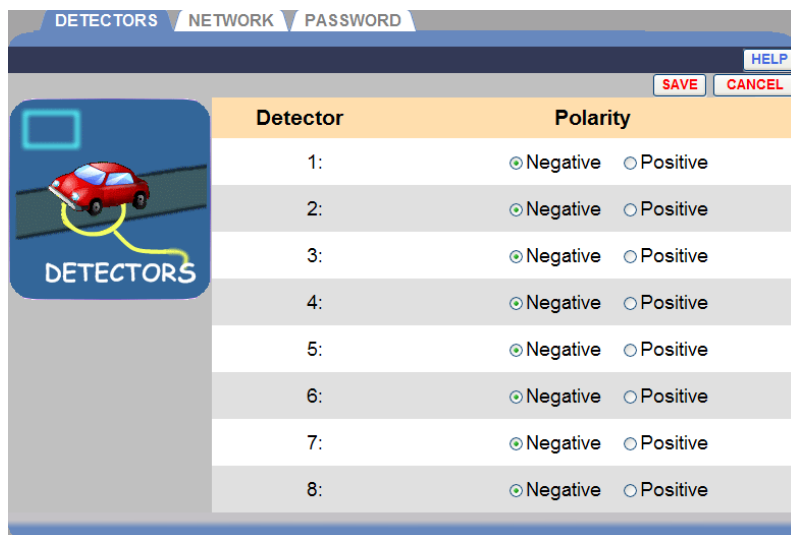 DETECTORS NETWORK PASSWORD
HELP
SAVE CANCEL
Detector Polarity
1: Negative Positive
2: Negative Positive
3: Negative Positive
DETECTORS
4: Negative Positive
5: Negative Positive
6: Negative Positive
7: Negative Positive
8: Negative Positive